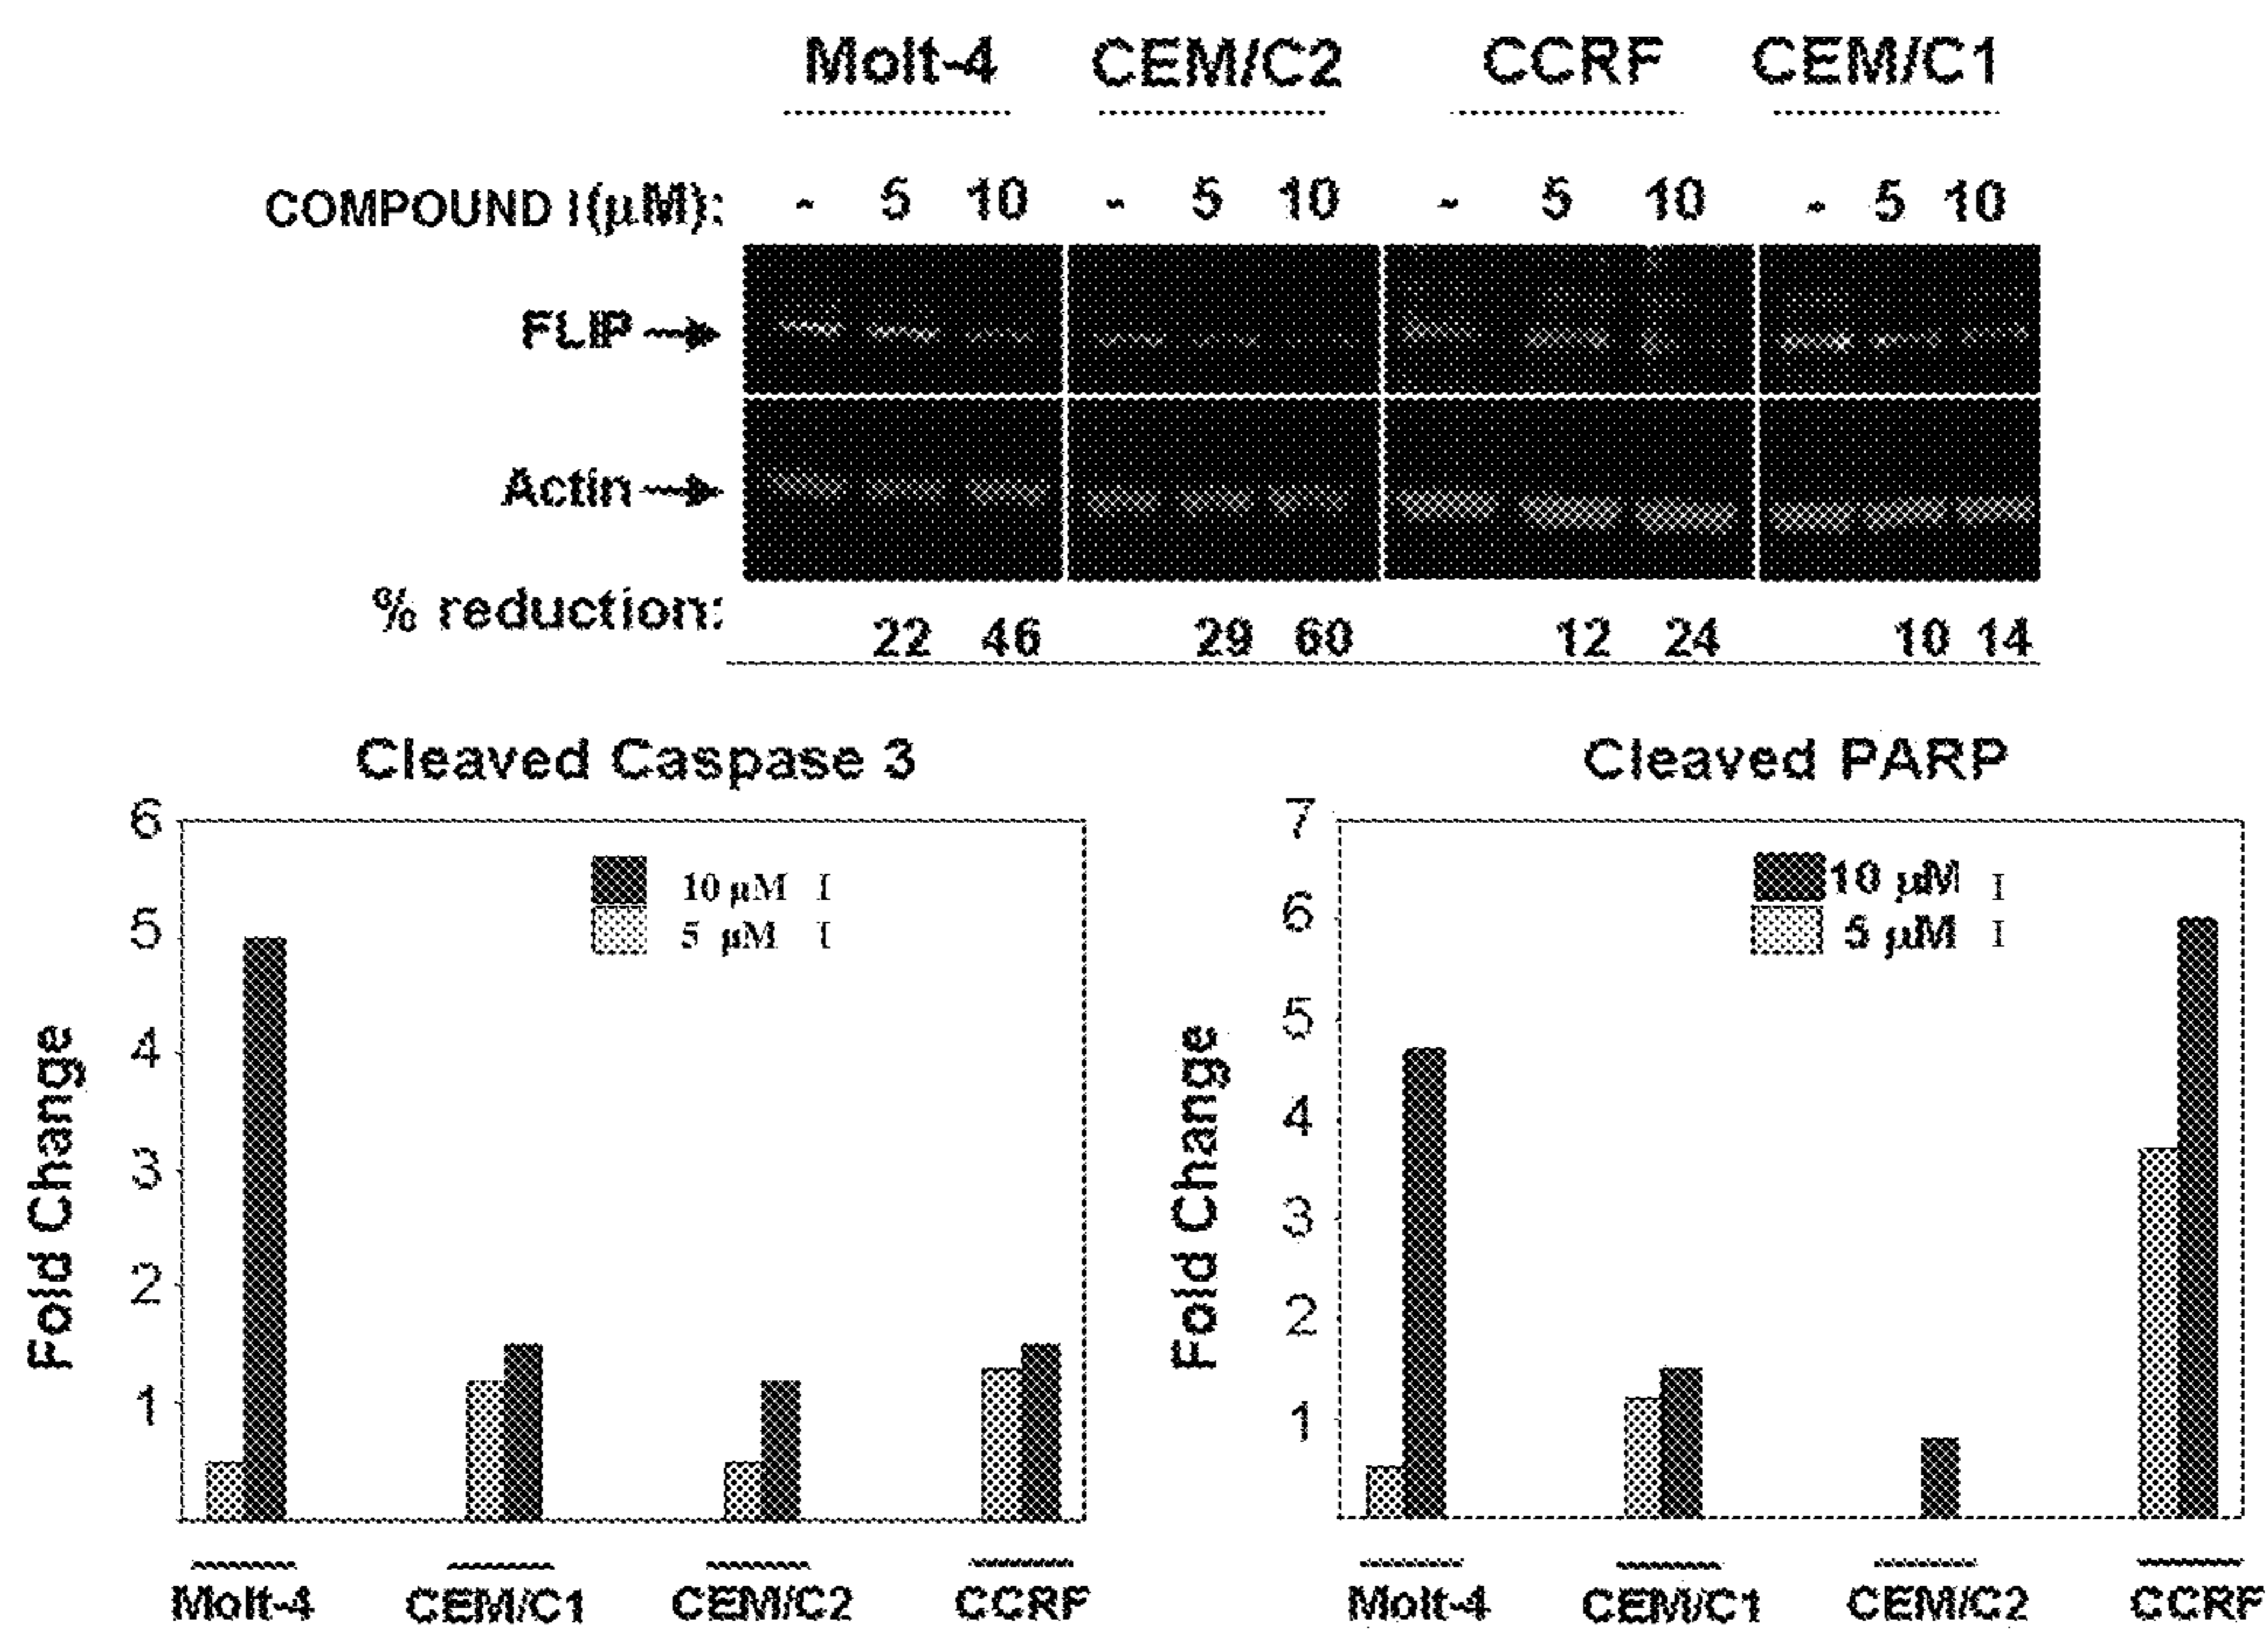 Molt-4 CEM/C2 CCRF CEM/C1
COMPOUND I(µM): - 5 10 - 5 10 - 5 10 - 5 10
FLIP
Actin
% reduction: 22 46 29 60 12 24 10 14
Cleaved Caspase 3
6
5
4
3
2
1
Fold Change
10 µM I
5 µM I
Molt-4 CEM/C1 CEM/C2 CCRF
Cleaved PARP
7
6
5
4
3
2
1
Fold Change
10 µM I
5 µM I
Molt-4 CEM/C1 CEM/C2 CCRF